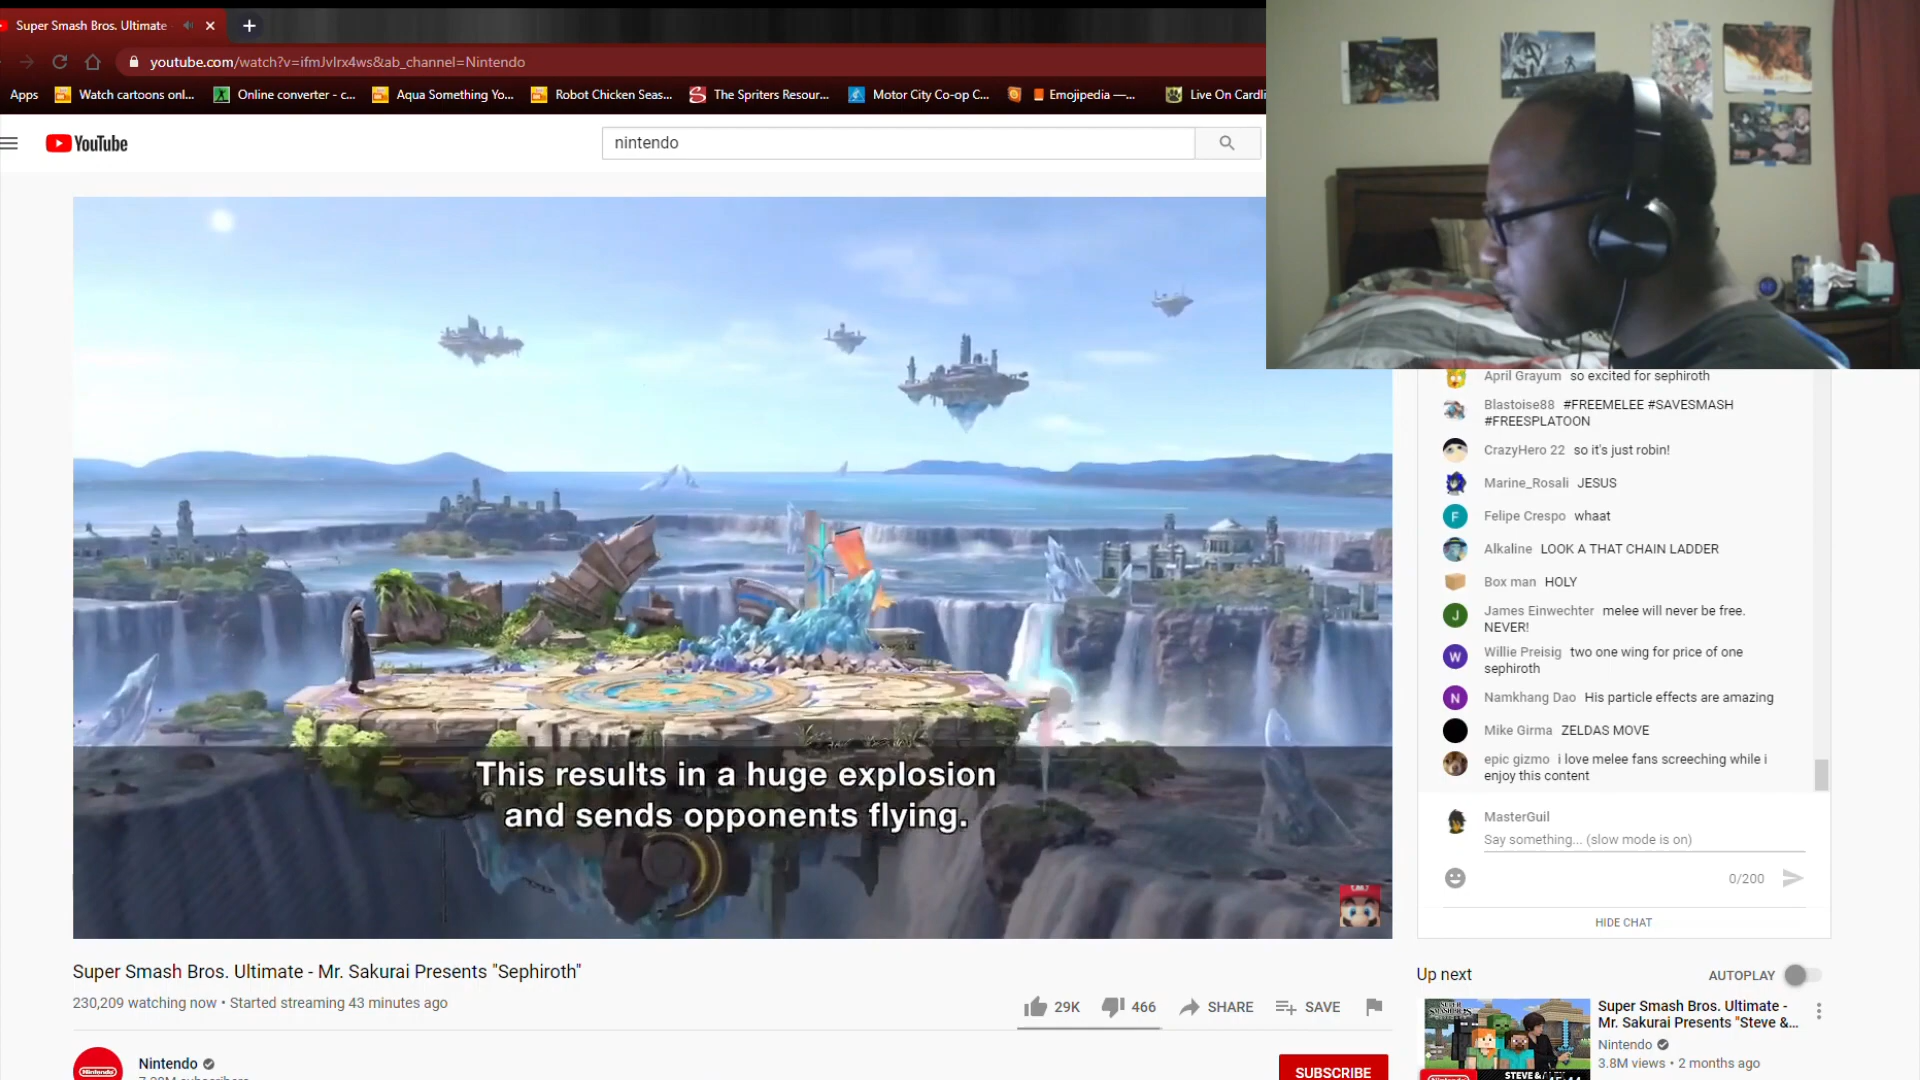 Super Smash Bros. Ultimate
youtube.com/watch?v=ifmJvlrx4ws&ab_channel=Nintendo
Apps
Watch cartoons onl...
Online converter - c...
Aqua Something Yo...
Robot Chicken Seas...
The Spriters Resour...
Motor City Co-op C...
Emojipedia —...
Live On Cardli
YouTube
nintendo
This results in a huge explosion
and sends opponents flying.
April Grayum so excited for sephiroth
Blastoise88 #FREEMELEE #SAVESMASH
#FREESPLATOON
CrazyHero 22 so it's just robin!
Marine_Rosali JESUS
F
Felipe Crespo whaat
Alkaline LOOK A THAT CHAIN LADDER
Box man HOLY
J
James Einwechter melee will never be free.
NEVER!
W
Willie Preisig two one wing for price of one
sephiroth
N
Namkhang Dao His particle effects are amazing
Mike Girma ZELDAS MOVE
epic gizmo i love melee fans screeching while i
enjoy this content
MasterGuil
Say something... (slow mode is on)
0/200
HIDE CHAT
Super Smash Bros. Ultimate - Mr. Sakurai Presents "Sephiroth"
230,209 watching now • Started streaming 43 minutes ago
29K
466
SHARE
SAVE
Nintendo
Nintendo
SUBSCRIBE
Up next
AUTOPLAY
Super Smash Bros. Ultimate -
Mr. Sakurai Presents "Steve &...
Nintendo
3.8M views • 2 months ago
STEVE &